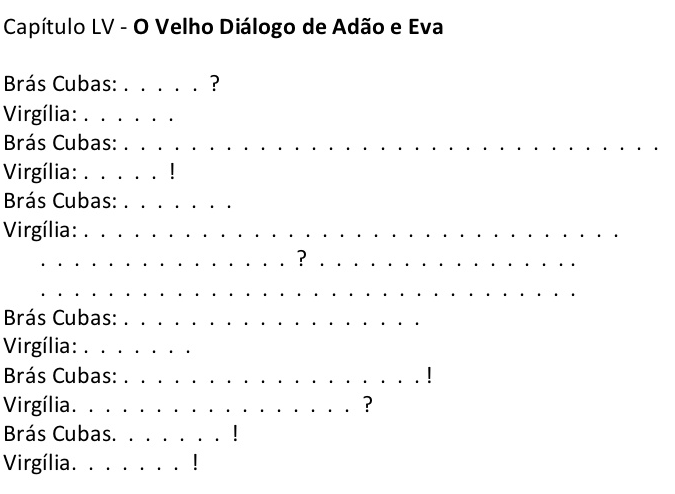 Capítulo LV - O Velho Diálogo de Adão e Eva
Brás Cubas: . . . . . ?
Virgília: . . . . . .
Brás Cubas: . . . . . . . . . . . . . . . . . . . . . . . . . . . . . . . .
Virgília: . . . . . !
Brás Cubas: . . . . . . .
Virgília: . . . . . . . . . . . . . . . . . . . . . . . . . . . . . . . .
. . . . . . . . . . . . . . . ? . . . . . . . . . . . . . . . .
. . . . . . . . . . . . . . . . . . . . . . . . . . . . . . . .
Brás Cubas: . . . . . . . . . . . . . . . . . .
Virgília: . . . . . . .
Brás Cubas: . . . . . . . . . . . . . . . . . . !
Virgília. . . . . . . . . . . . . . . . . ?
Brás Cubas. . . . . . . !
Virgília. . . . . . . !